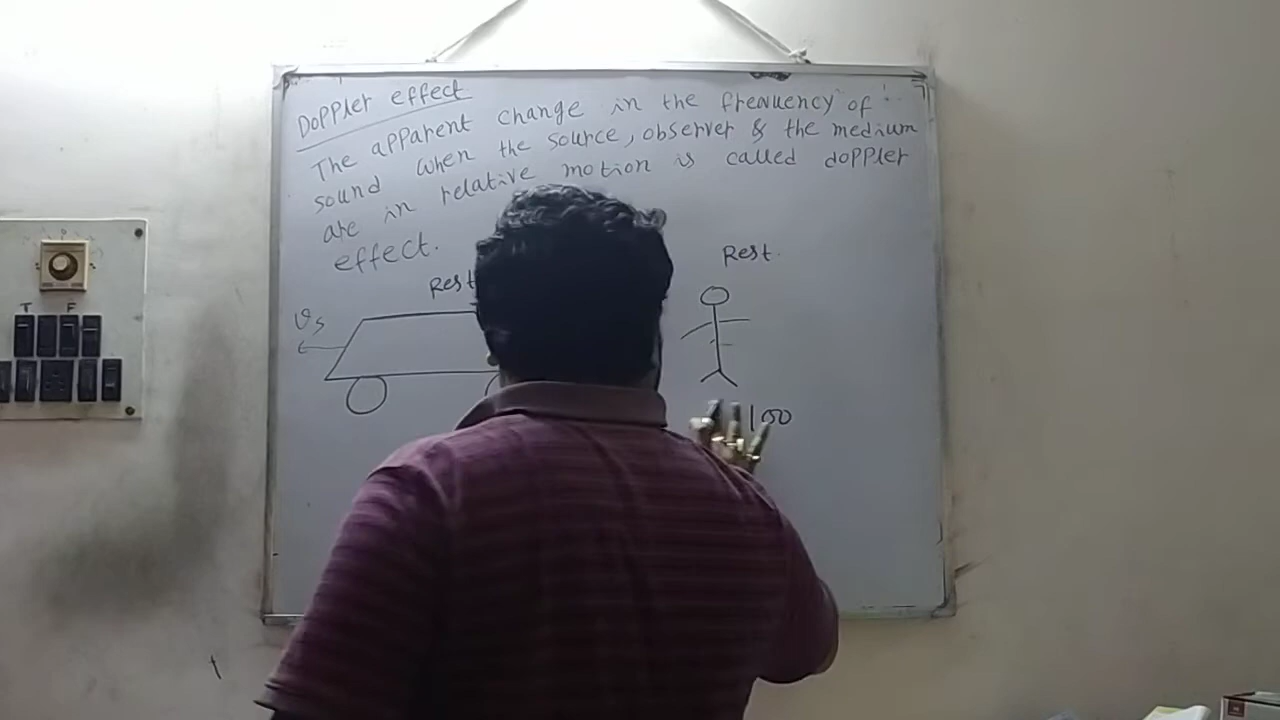 Doppler effect
The apparent change in the frequency of
sound when the source, observer & the medium
are in relative motion is called doppler
effect.
Rest
Rest.
υs
100
T F